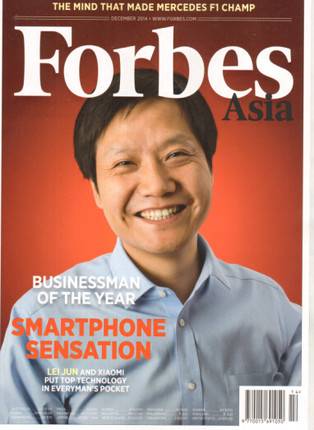 THE MIND THAT MADE MERCEDES F1 CHAMP
DECEMBER 2014 • WWW.FORBES.COM
Forbes
Asia
BUSINESSMAN
OF THE YEAR
SMARTPHONE
SENSATION
LEI JUN AND XIAOMI
PUT TOP TECHNOLOGY
IN EVERYMAN'S POCKET